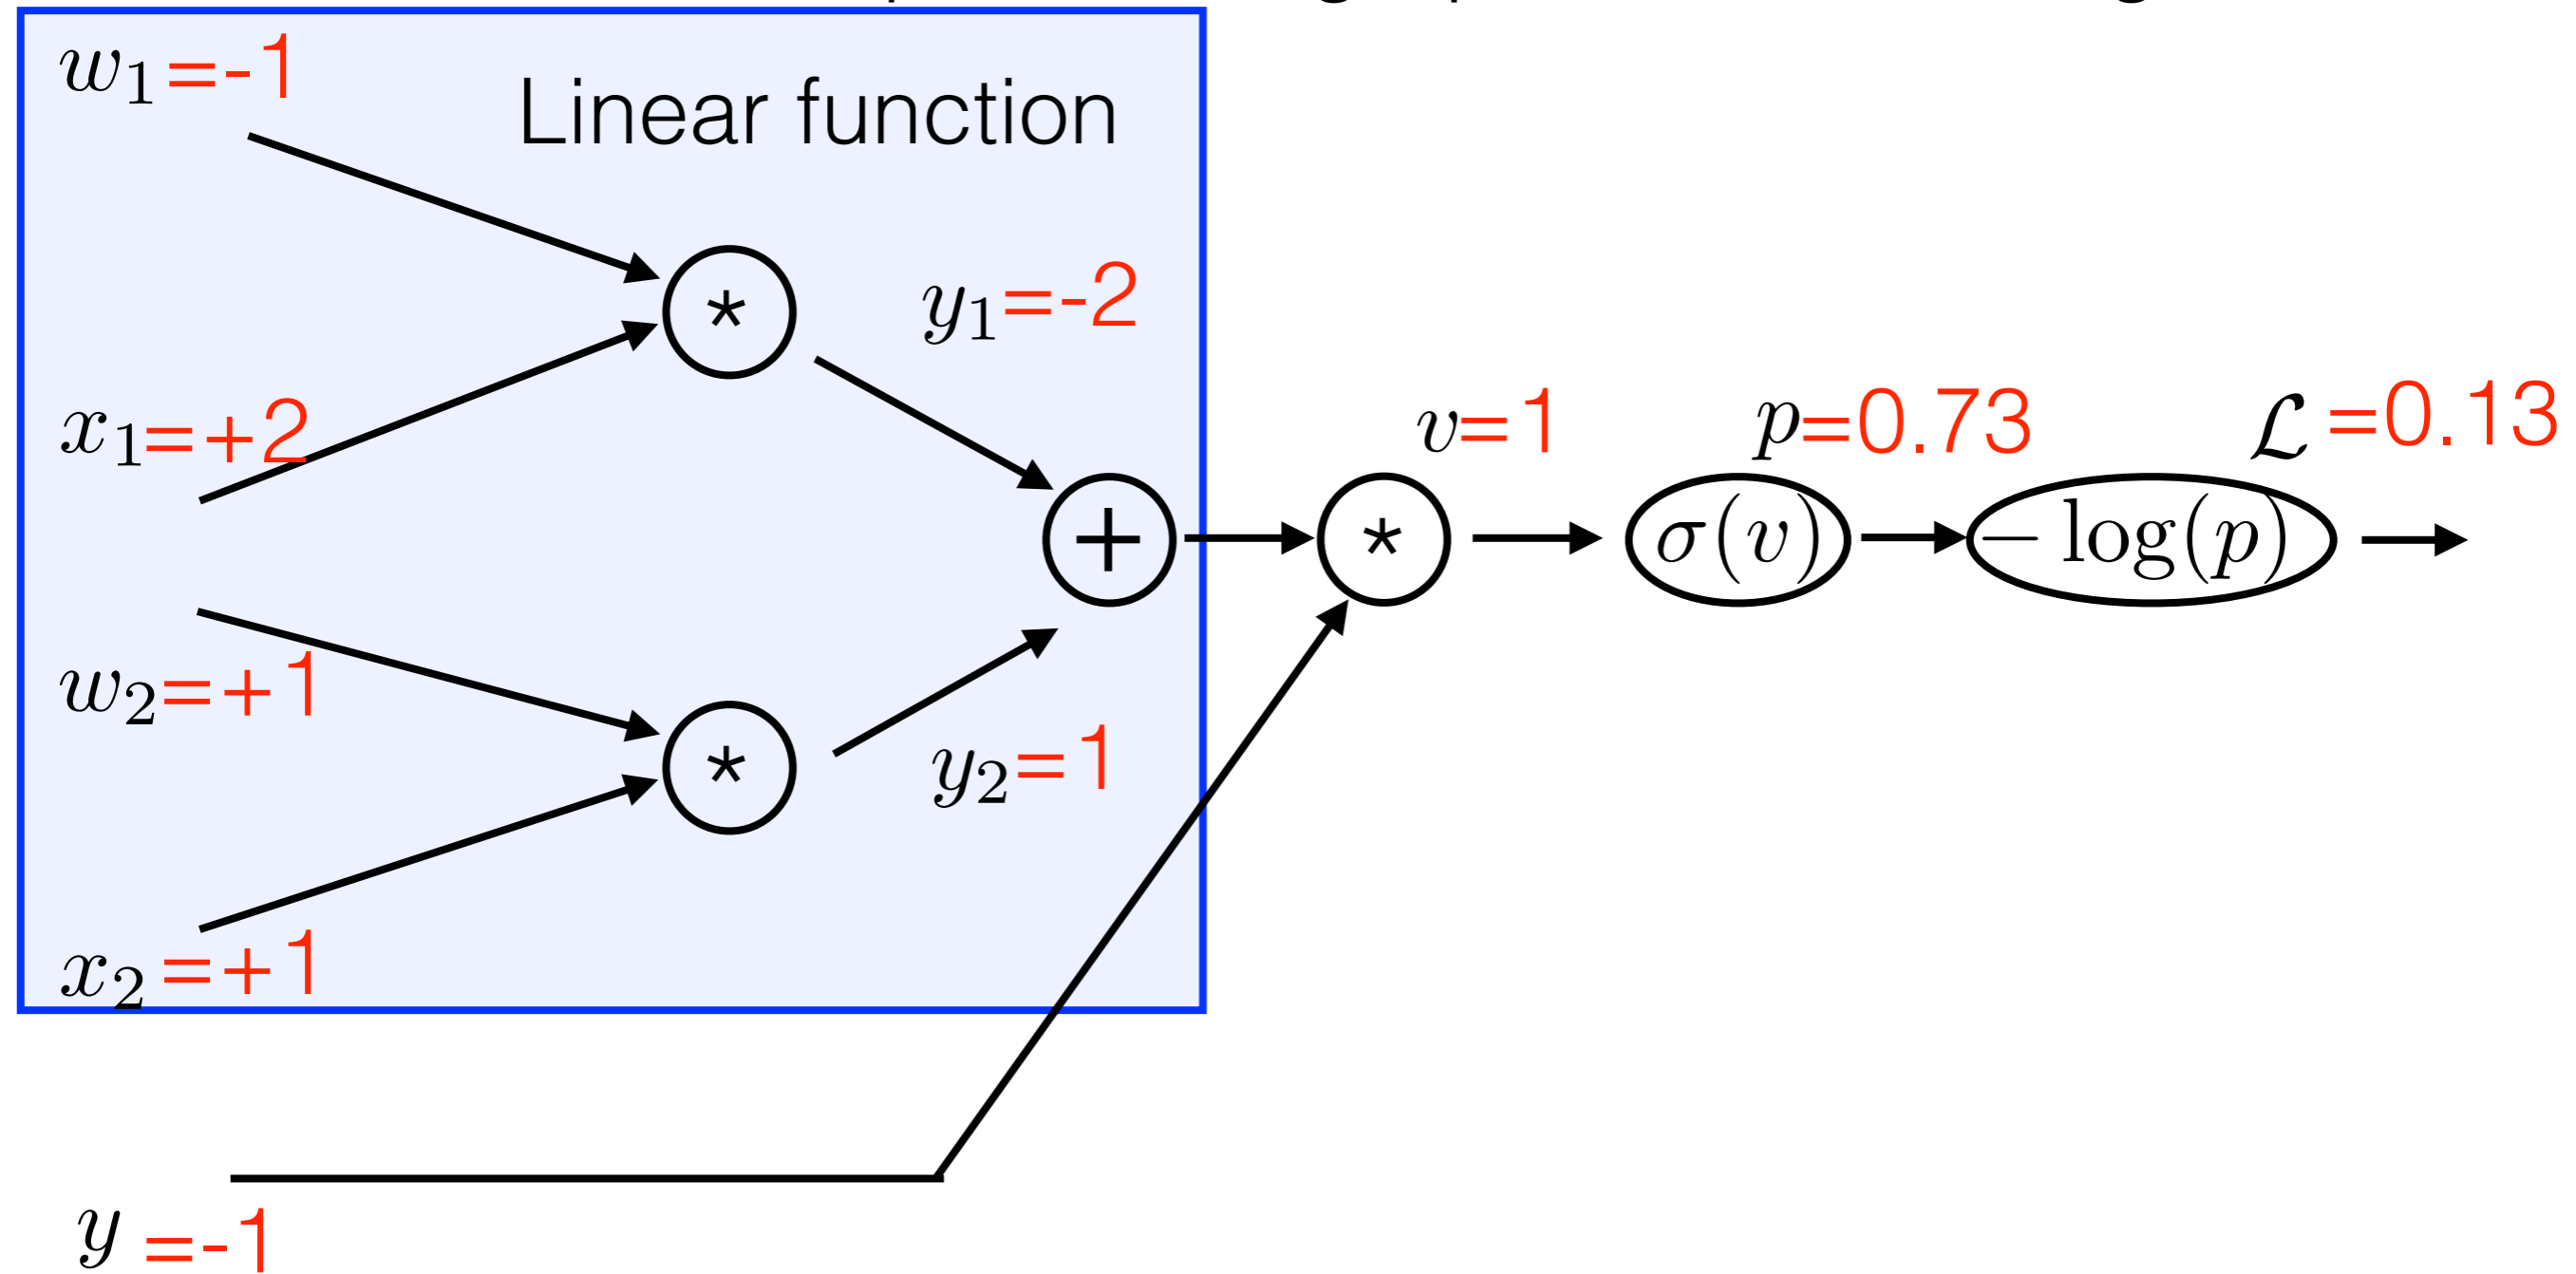 w₁=-1
Linear function
*
y₁=-2
x₁=+2
v=1
p=0.73
ℒ=0.13
+
*
σ(v)
− log(p)
w₂=+1
*
y₂=1
x₂=+1
y=-1